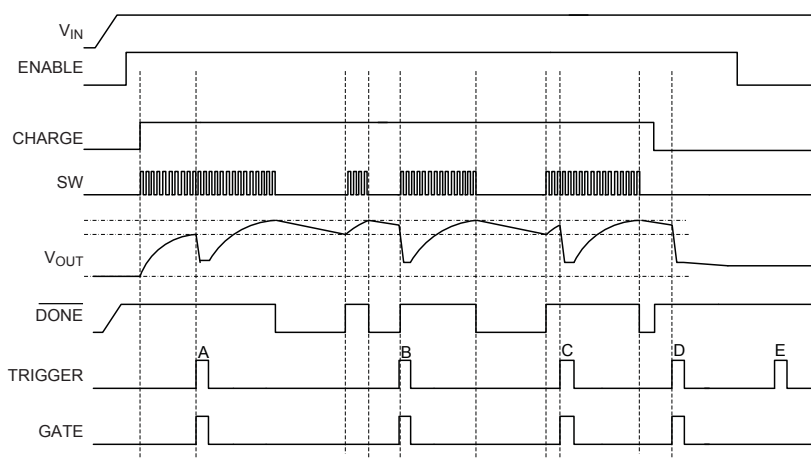 VIN
ENABLE
CHARGE
SW
VOUT
DONE
A B C D E
TRIGGER
GATE